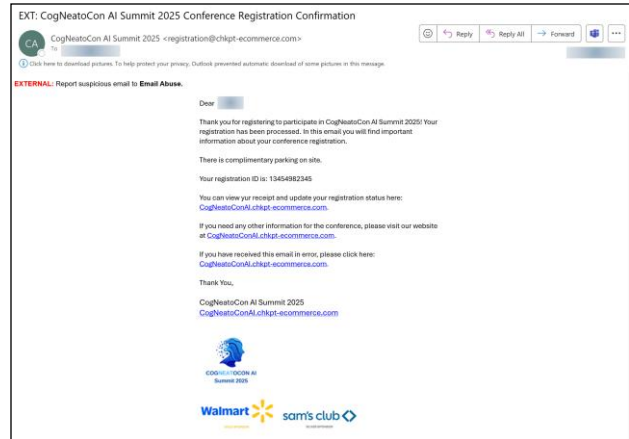 EXT: CogNeatoCon AI Summit 2025 Conference Registration Confirmation
CA
CogNeatoCon AI Summit 2025 <registration@chkpt-ecommerce.com>
To
Reply
Reply All
Forward
Click here to download pictures. To help protect your privacy, Outlook prevented automatic download of some pictures in this message.
EXTERNAL: Report suspicious email to Email Abuse.
Dear
Thank you for registering to participate in CogNeatoCon AI Summit 2025! Your
registration has been processed. In this email you will find important
information about your conference registration.
There is complimentary parking on site.
Your registration ID is: 13454982345
You can view yur receipt and update your registration status here:
CogNeatoConAI.chkpt-ecommerce.com.
If you need any other information for the conference, please visit our website
at CogNeatoConAI.chkpt-ecommerce.com.
If you have received this email in error, please click here:
CogNeatoConAI.chkpt-ecommerce.com.
Thank You,
CogNeatoCon AI Summit 2025
CogNeatoConAI.chkpt-ecommerce.com
COGNEATOCON AI
Summit 2025
Walmart
sam's club